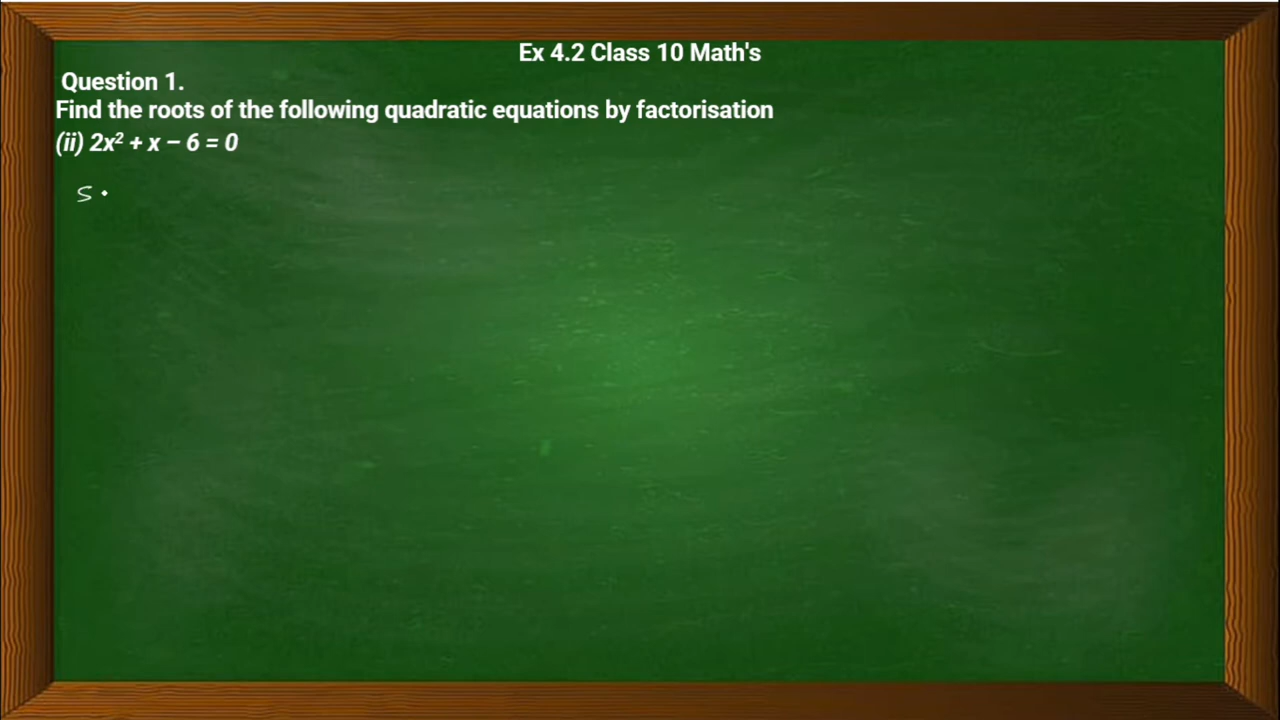 Ex 4.2 Class 10 Math's
Question 1.
Find the roots of the following quadratic equations by factorisation
(ii) 2x² + x – 6 = 0
S.